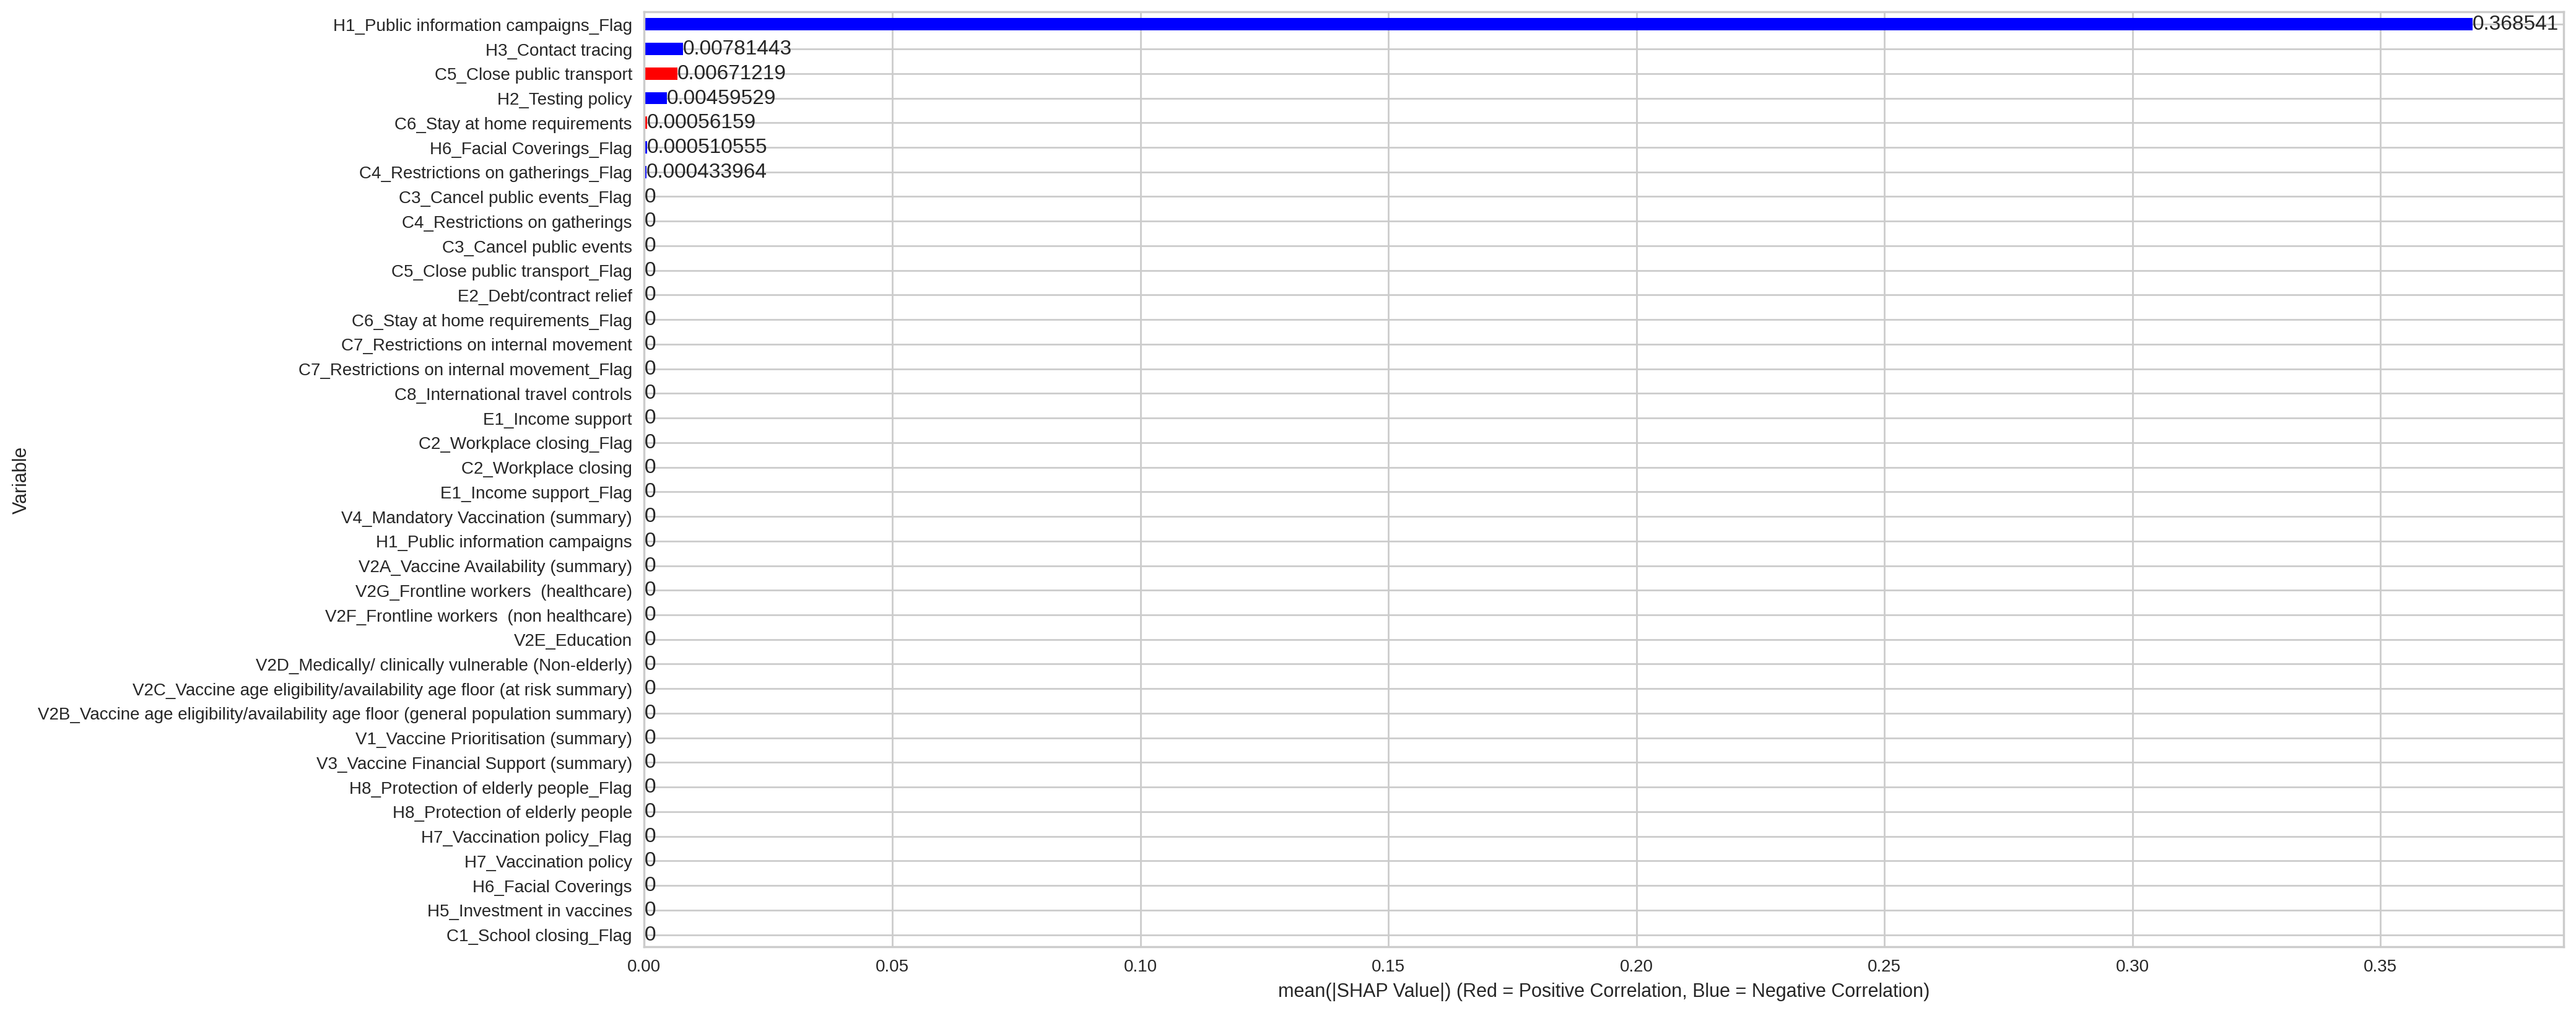 H1_Public information campaigns_Flag 0.368541
H3_Contact tracing 0.00781443
C5_Close public transport 0.00671219
H2_Testing policy 0.00459529
C6_Stay at home requirements 0.00056159
H6_Facial Coverings_Flag 0.000510555
C4_Restrictions on gatherings_Flag 0.000433964
C3_Cancel public events_Flag 0
C4_Restrictions on gatherings 0
C3_Cancel public events 0
C5_Close public transport_Flag 0
E2_Debt/contract relief 0
C6_Stay at home requirements_Flag 0
C7_Restrictions on internal movement 0
C7_Restrictions on internal movement_Flag 0
C8_International travel controls 0
E1_Income support 0
C2_Workplace closing_Flag 0
C2_Workplace closing 0
E1_Income support_Flag 0
V4_Mandatory Vaccination (summary) 0
H1_Public information campaigns 0
V2A_Vaccine Availability (summary) 0
V2G_Frontline workers  (healthcare) 0
V2F_Frontline workers  (non healthcare) 0
V2E_Education 0
V2D_Medically/ clinically vulnerable (Non-elderly) 0
V2C_Vaccine age eligibility/availability age floor (at risk summary) 0
V2B_Vaccine age eligibility/availability age floor (general population summary) 0
V1_Vaccine Prioritisation (summary) 0
V3_Vaccine Financial Support (summary) 0
H8_Protection of elderly people_Flag 0
H8_Protection of elderly people 0
H7_Vaccination policy_Flag 0
H7_Vaccination policy 0
H6_Facial Coverings 0
H5_Investment in vaccines 0
C1_School closing_Flag 0
Variable
0.00 0.05 0.10 0.15 0.20 0.25 0.30 0.35
mean(|SHAP Value|) (Red = Positive Correlation, Blue = Negative Correlation)